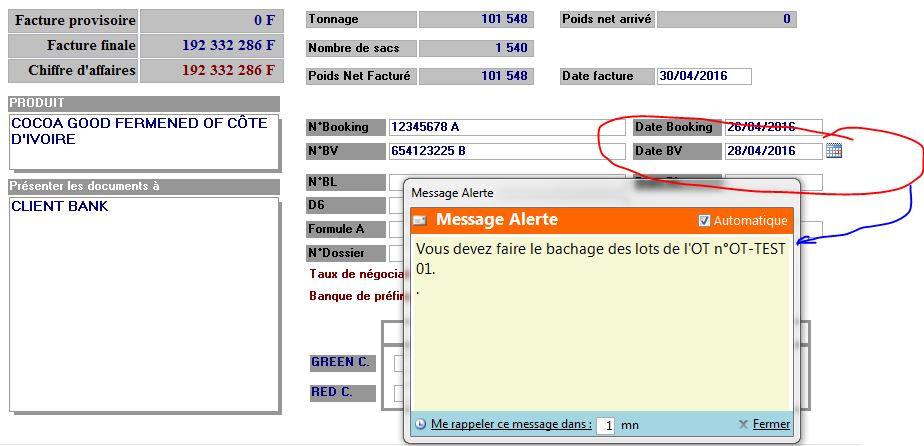 Facture provisoire 0 F
Facture finale 192 332 286 F
Chiffre d'affaires 192 332 286 F
Tonnage 101 548 Poids net arrivé 0
Nombre de sacs 1 540
Poids Net Facturé 101 548 Date facture 30/04/2016
PRODUIT
COCOA GOOD FERMENED OF CÔTE
D'IVOIRE
Présenter les documents à
CLIENT BANK
N°Booking 12345678 A Date Booking 26/04/2016
N°BV 654123225 B Date BV 28/04/2016
N°BL
D6
Formule A
N°Dossier
Taux de négocia
Banque de préfin
GREEN C.
RED C.
Message Alerte
Message Alerte Automatique
Vous devez faire le bachage des lots de l'OT n°OT-TEST
01.
.
Me rappeler ce message dans : 1 mn Fermer